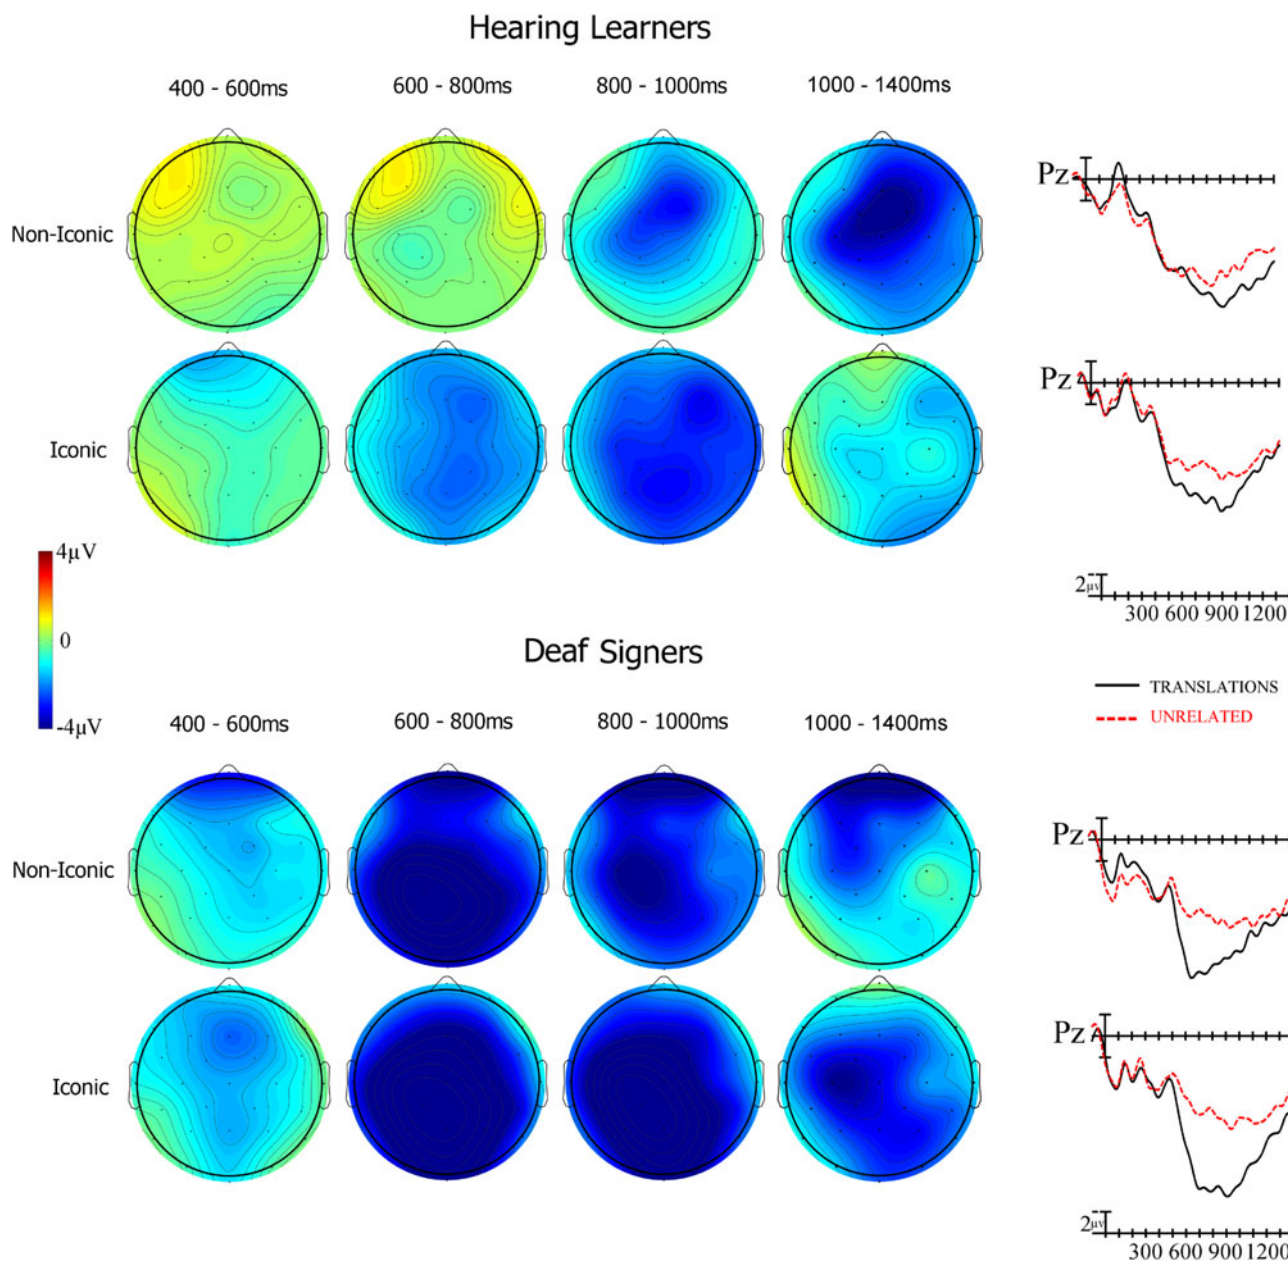 Hearing Learners
400 - 600ms 600 - 800ms 800 - 1000ms 1000 - 1400ms
Non-Iconic
Pz
Iconic
Pz
4µV
0
-4µV
2µv
300 600 900 1200
Deaf Signers
TRANSLATIONS
UNRELATED
400 - 600ms 600 - 800ms 800 - 1000ms 1000 - 1400ms
Non-Iconic
Pz
Iconic
Pz
2µv
300 600 900 1200